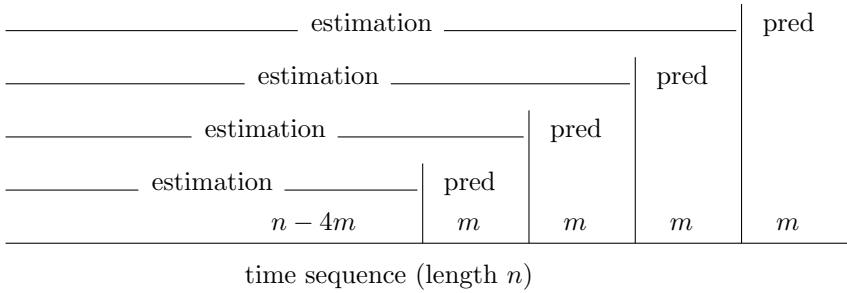 estimation pred
estimation pred
estimation pred
estimation pred
n − 4m m m m m
time sequence (length n)